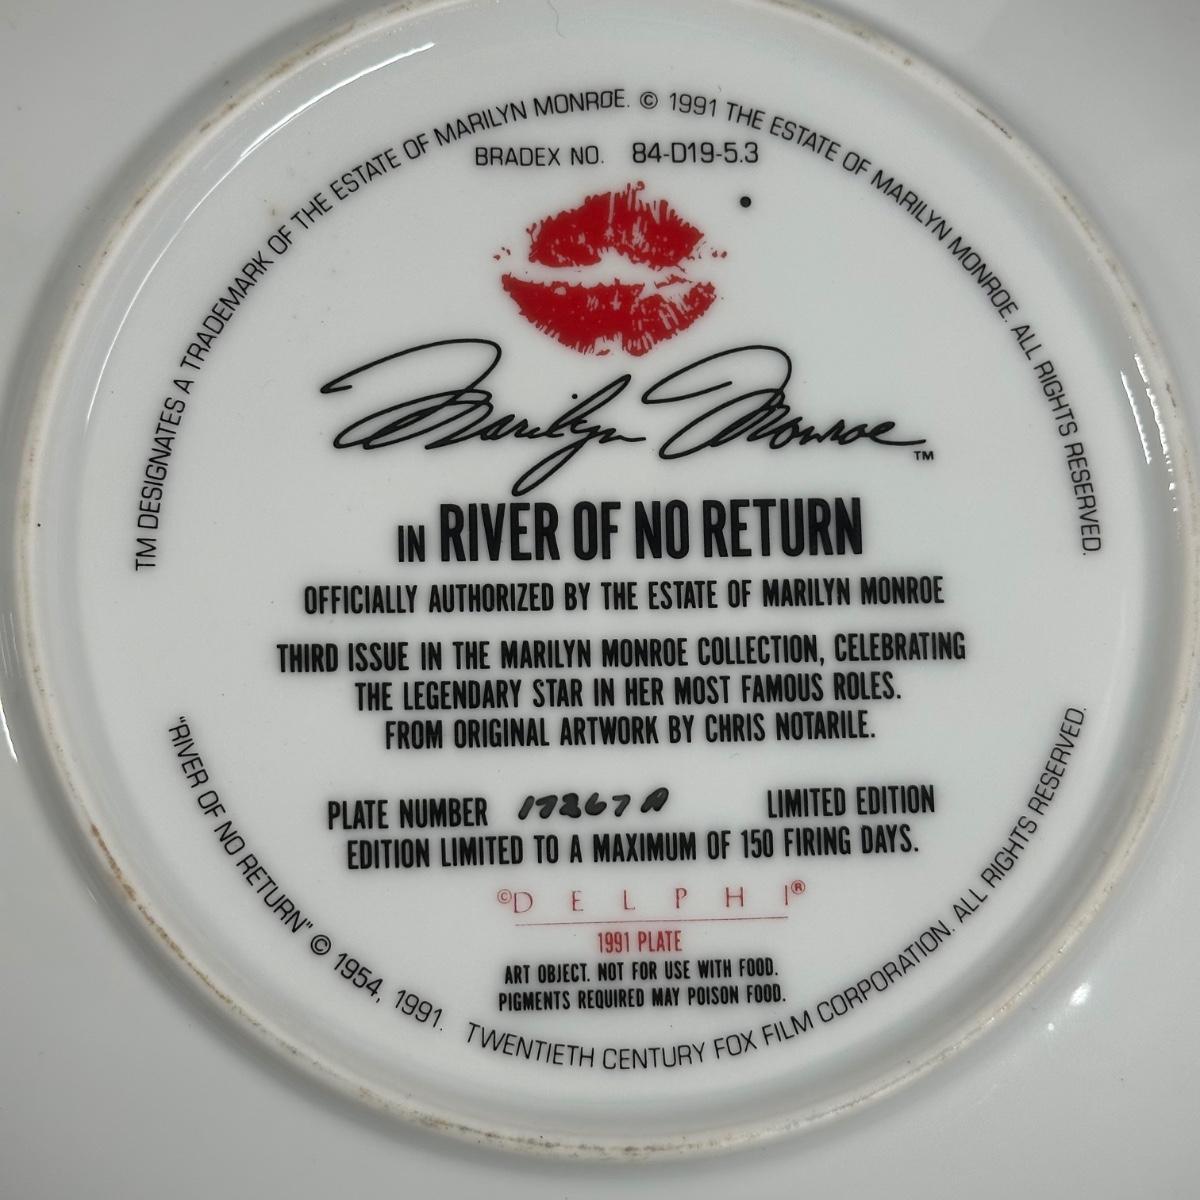 TM DESIGNATES A TRADEMARK OF THE ESTATE OF MARILYN MONROE. © 1991 THE ESTATE OF MARILYN MONROE. ALL RIGHTS RESERVED.
BRADEX NO. 84-D19-5.3
Marilyn Monroe™
IN RIVER OF NO RETURN
OFFICIALLY AUTHORIZED BY THE ESTATE OF MARILYN MONROE
THIRD ISSUE IN THE MARILYN MONROE COLLECTION, CELEBRATING
THE LEGENDARY STAR IN HER MOST FAMOUS ROLES.
FROM ORIGINAL ARTWORK BY CHRIS NOTARILE.
PLATE NUMBER 17267 A LIMITED EDITION
EDITION LIMITED TO A MAXIMUM OF 150 FIRING DAYS.
©DELPHI®
1991 PLATE
ART OBJECT. NOT FOR USE WITH FOOD.
PIGMENTS REQUIRED MAY POISON FOOD.
"RIVER OF NO RETURN" © 1954, 1991. TWENTIETH CENTURY FOX FILM CORPORATION. ALL RIGHTS RESERVED.